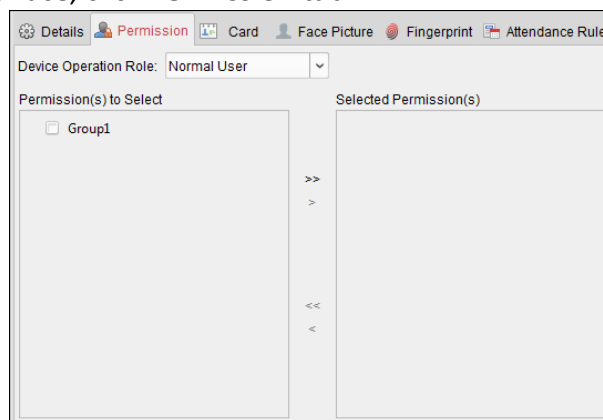 Details Permission Card Face Picture Fingerprint Attendance Rule
Device Operation Role: Normal User
Permission(s) to Select Selected Permission(s)
Group1
>>
>
<<
<